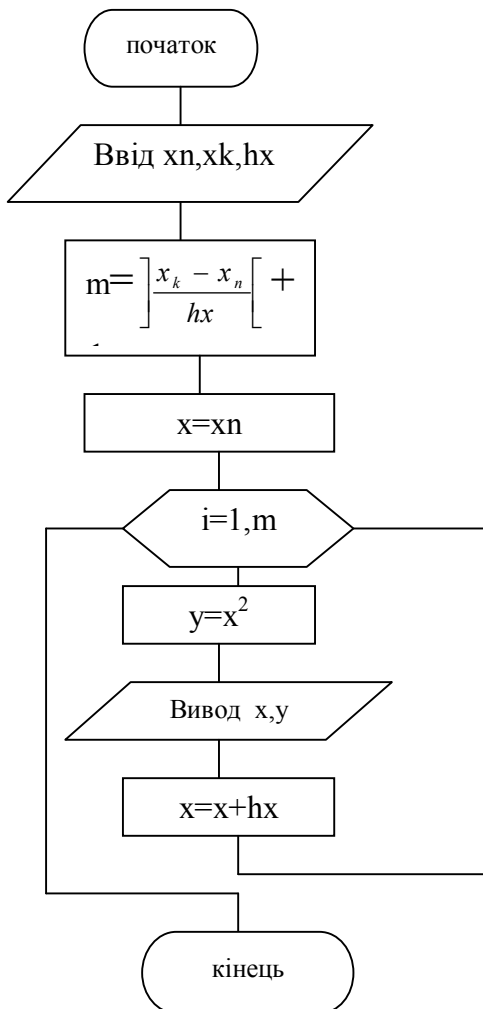 початок
Ввід xn,xk,hx
m= ] (x_k − x_n)/hx [ +
x=xn
i=1,m
y=x²
Вивод x,y
x=x+hx
кінець